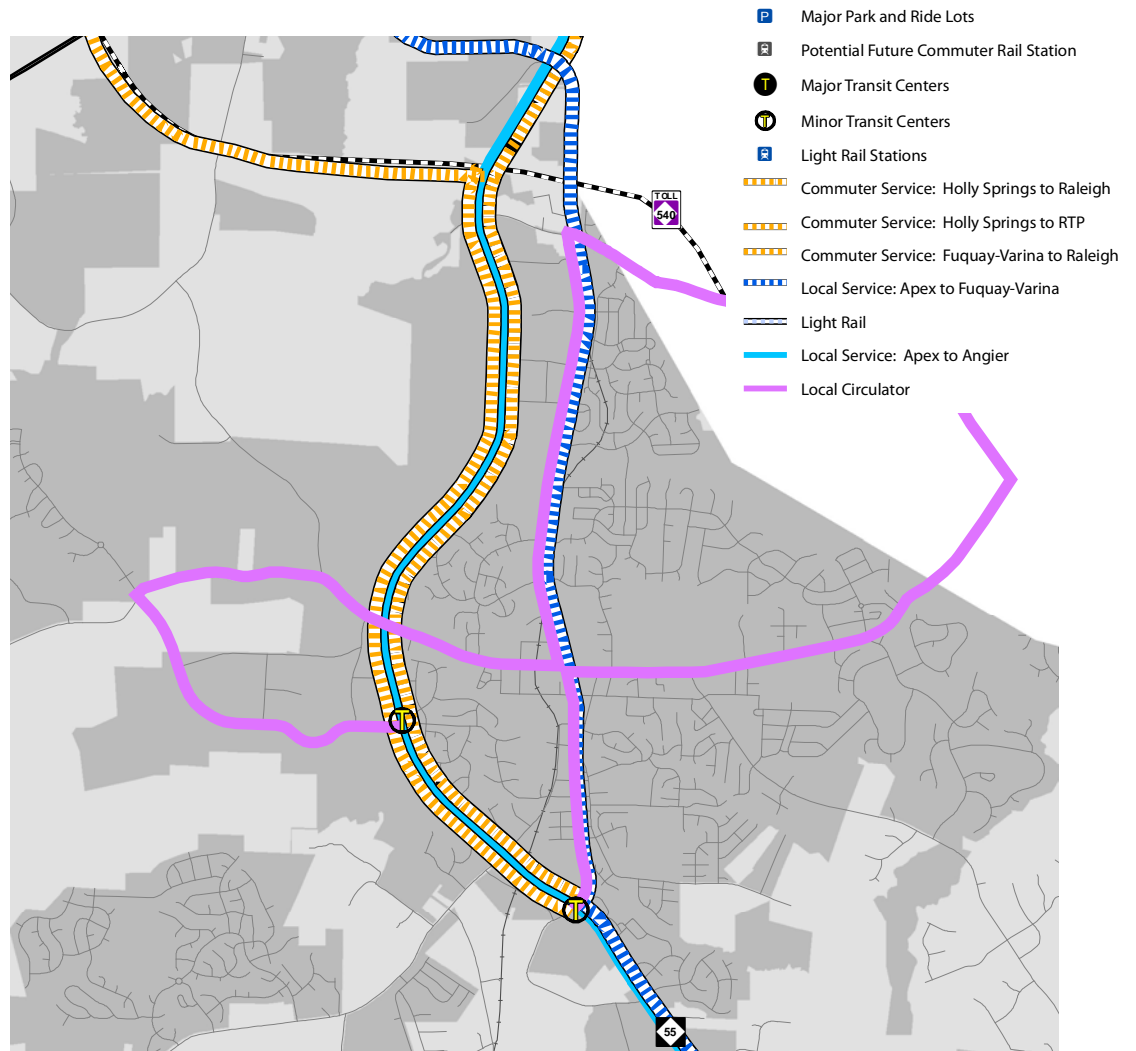 P
Major Park and Ride Lots
Potential Future Commuter Rail Station
T
Major Transit Centers
T
Minor Transit Centers
Light Rail Stations
Commuter Service: Holly Springs to Raleigh
Commuter Service: Holly Springs to RTP
Commuter Service: Fuquay-Varina to Raleigh
Local Service: Apex to Fuquay-Varina
Light Rail
Local Service: Apex to Angier
Local Circulator
TOLL
540
T
T
55